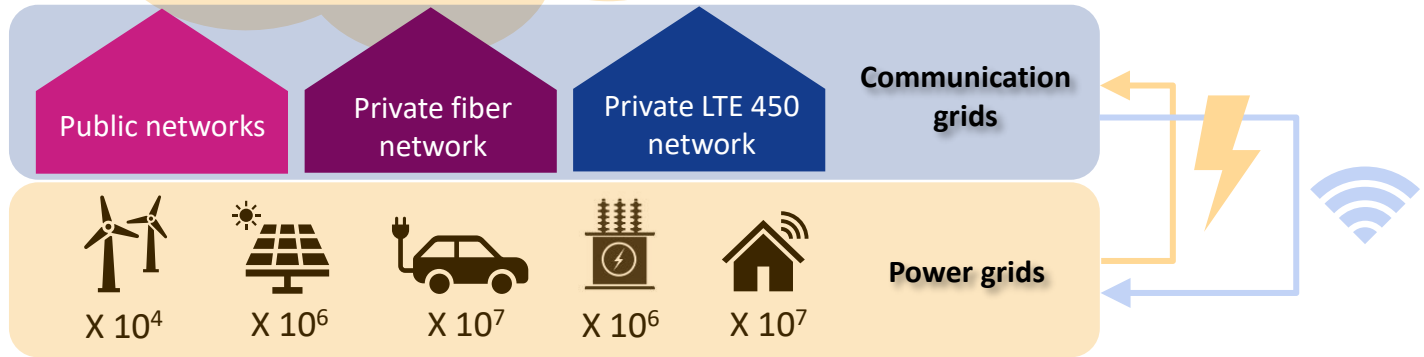 Public networks
Private fiber
network
Private LTE 450
network
Communication
grids
X 10⁴
X 10⁶
X 10⁷
X 10⁶
X 10⁷
Power grids